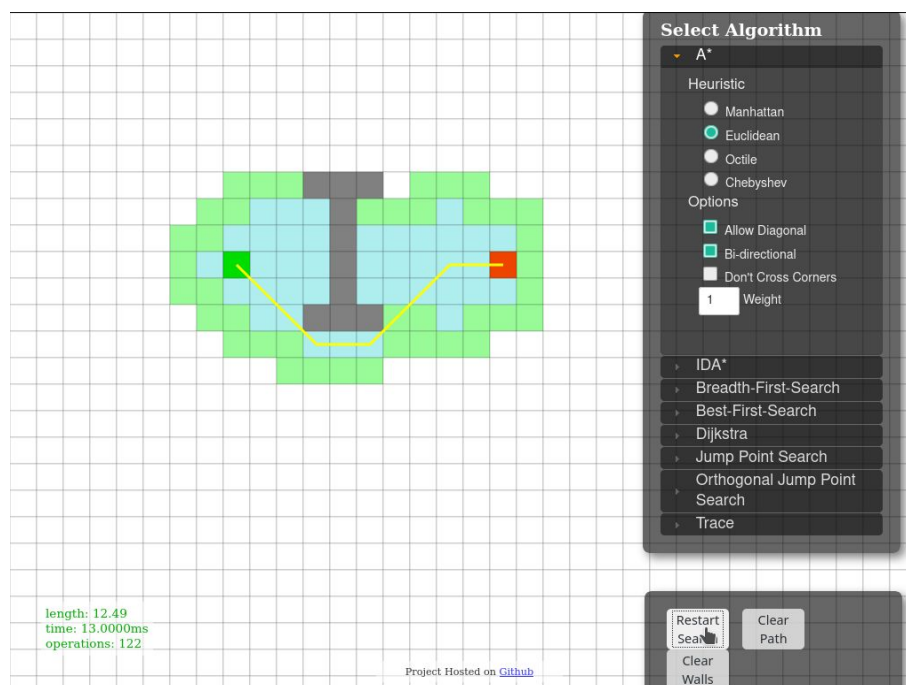 Select Algorithm
A*
Heuristic
Manhattan
Euclidean
Octile
Chebyshev
Options
Allow Diagonal
Bi-directional
Don't Cross Corners
1 Weight
IDA*
Breadth-First-Search
Best-First-Search
Dijkstra
Jump Point Search
Orthogonal Jump Point
Search
Trace
length: 12.49
time: 13.0000ms
operations: 122
Project Hosted on Github
Restart
Search
Clear
Path
Clear
Walls